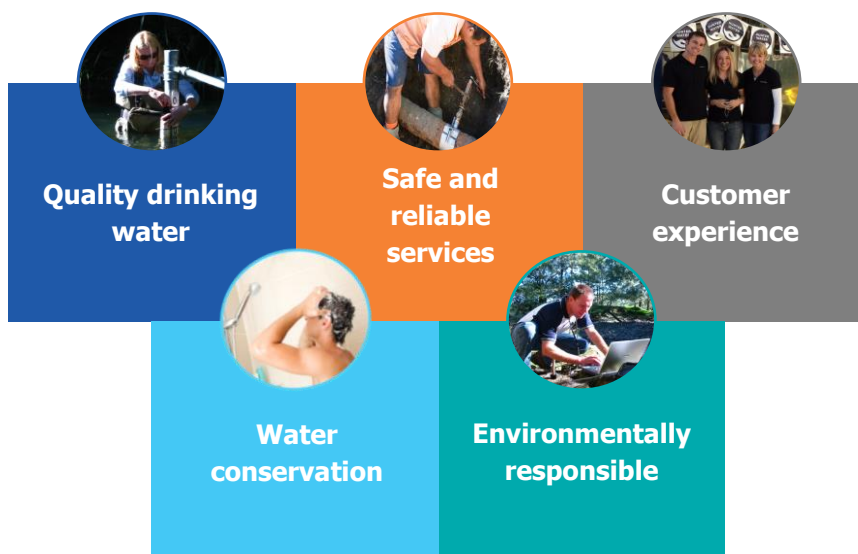 Quality drinking
water
Safe and
reliable
services
Customer
experience
Water
conservation
Environmentally
responsible